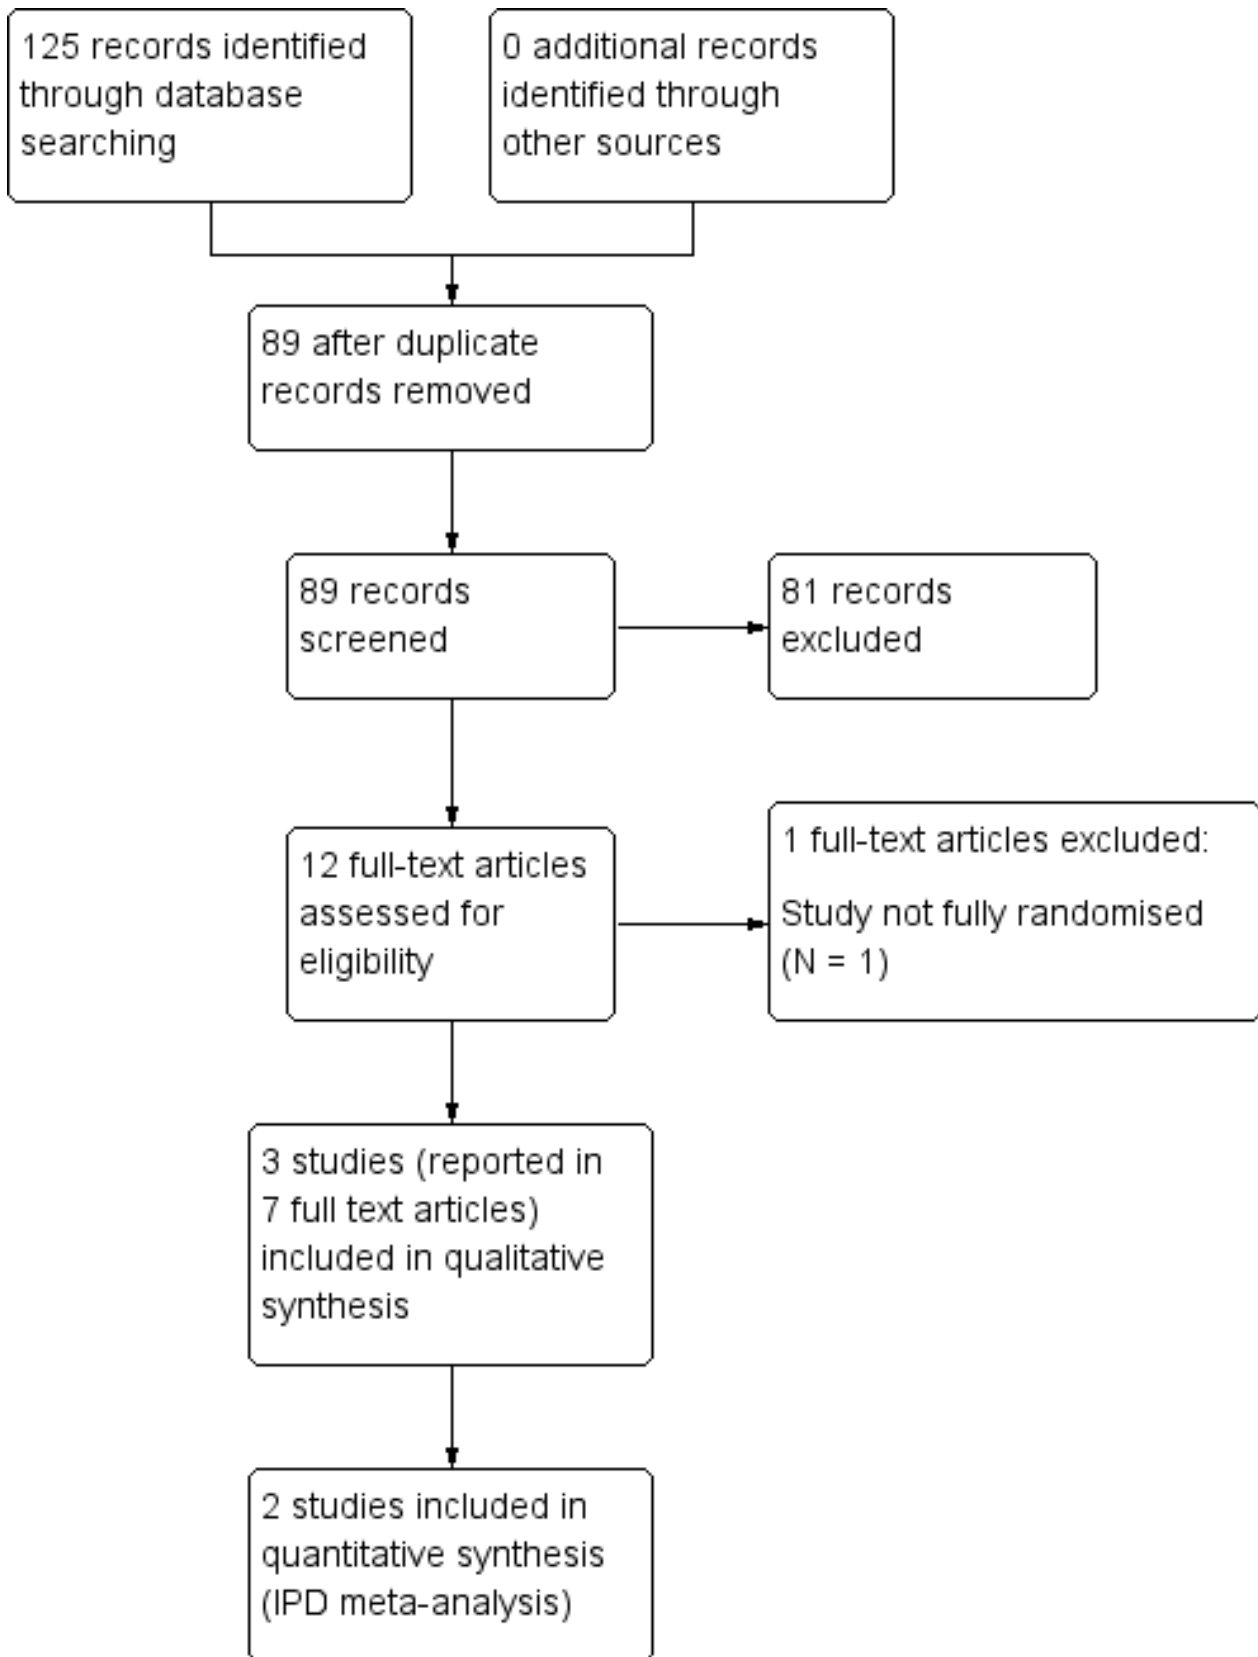 125 records identified
through database
searching
0 additional records
identified through
other sources
89 after duplicate
records removed
89 records
screened
81 records
excluded
12 full-text articles
assessed for
eligibility
1 full-text articles excluded:
Study not fully randomised
(N = 1)
3 studies (reported in
7 full text articles)
included in qualitative
synthesis
2 studies included in
quantitative synthesis
(IPD meta-analysis)